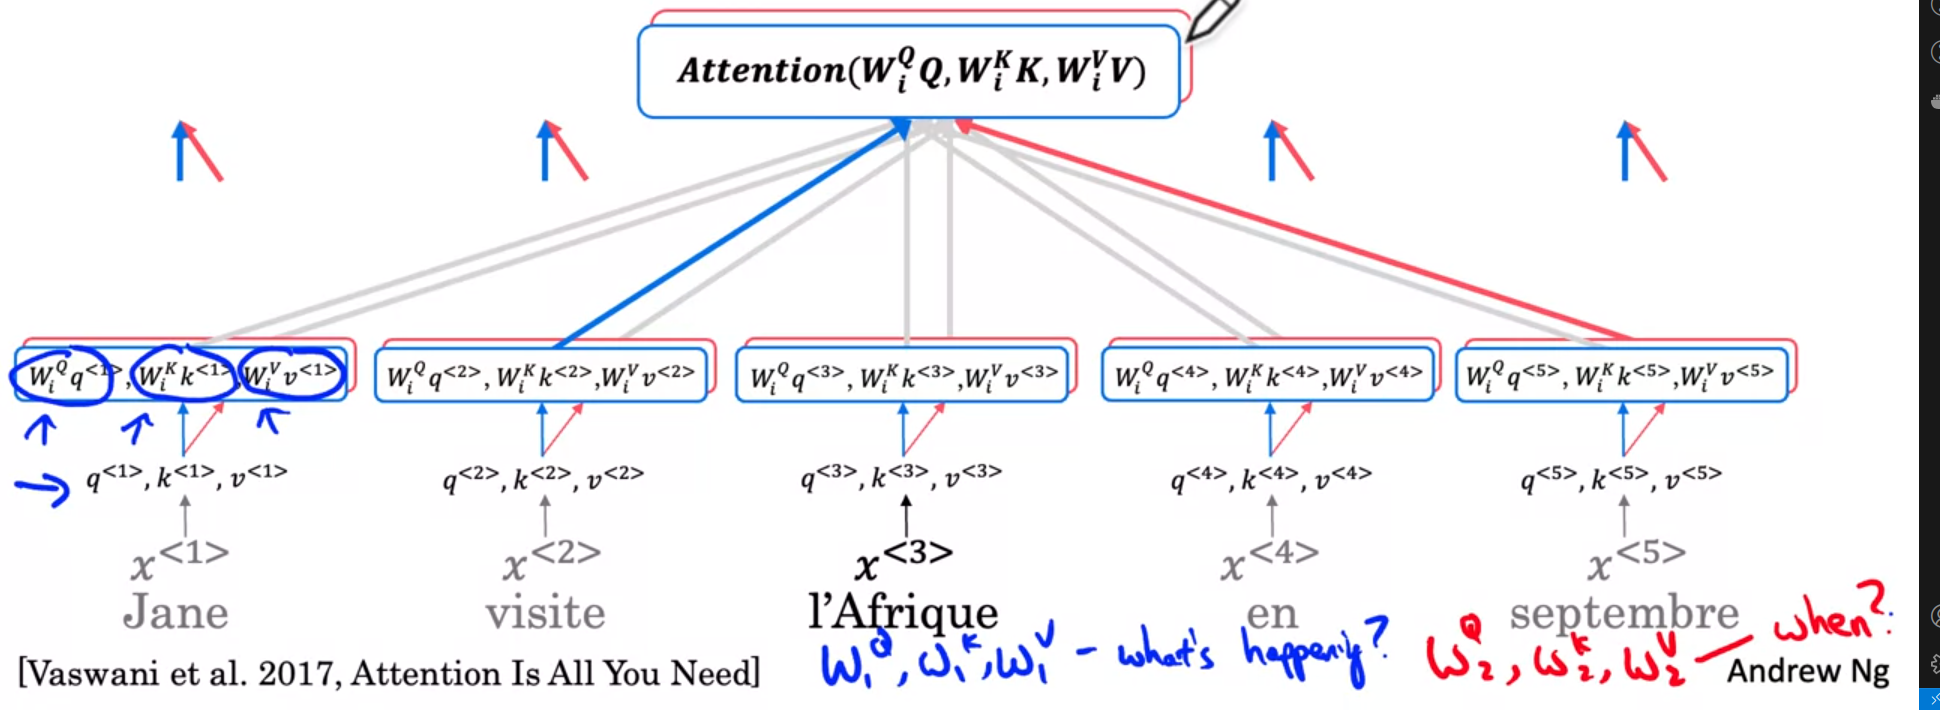 Attention(W_i^Q Q, W_i^K K, W_i^V V)
W_i^Q q^<1>, W_i^K k^<1>, W_i^V v^<1>
W_i^Q q^<2>, W_i^K k^<2>, W_i^V v^<2>
W_i^Q q^<3>, W_i^K k^<3>, W_i^V v^<3>
W_i^Q q^<4>, W_i^K k^<4>, W_i^V v^<4>
W_i^Q q^<5>, W_i^K k^<5>, W_i^V v^<5>
q^<1>, k^<1>, v^<1>
q^<2>, k^<2>, v^<2>
q^<3>, k^<3>, v^<3>
q^<4>, k^<4>, v^<4>
q^<5>, k^<5>, v^<5>
x^<1>
x^<2>
x^<3>
x^<4>
x^<5>
Jane
visite
l'Afrique
en
septembre
W_1^Q, W_1^K, W_1^V - what's happening?
W_2^Q, W_2^K, W_2^V — when?
[Vaswani et al. 2017, Attention Is All You Need]
Andrew Ng